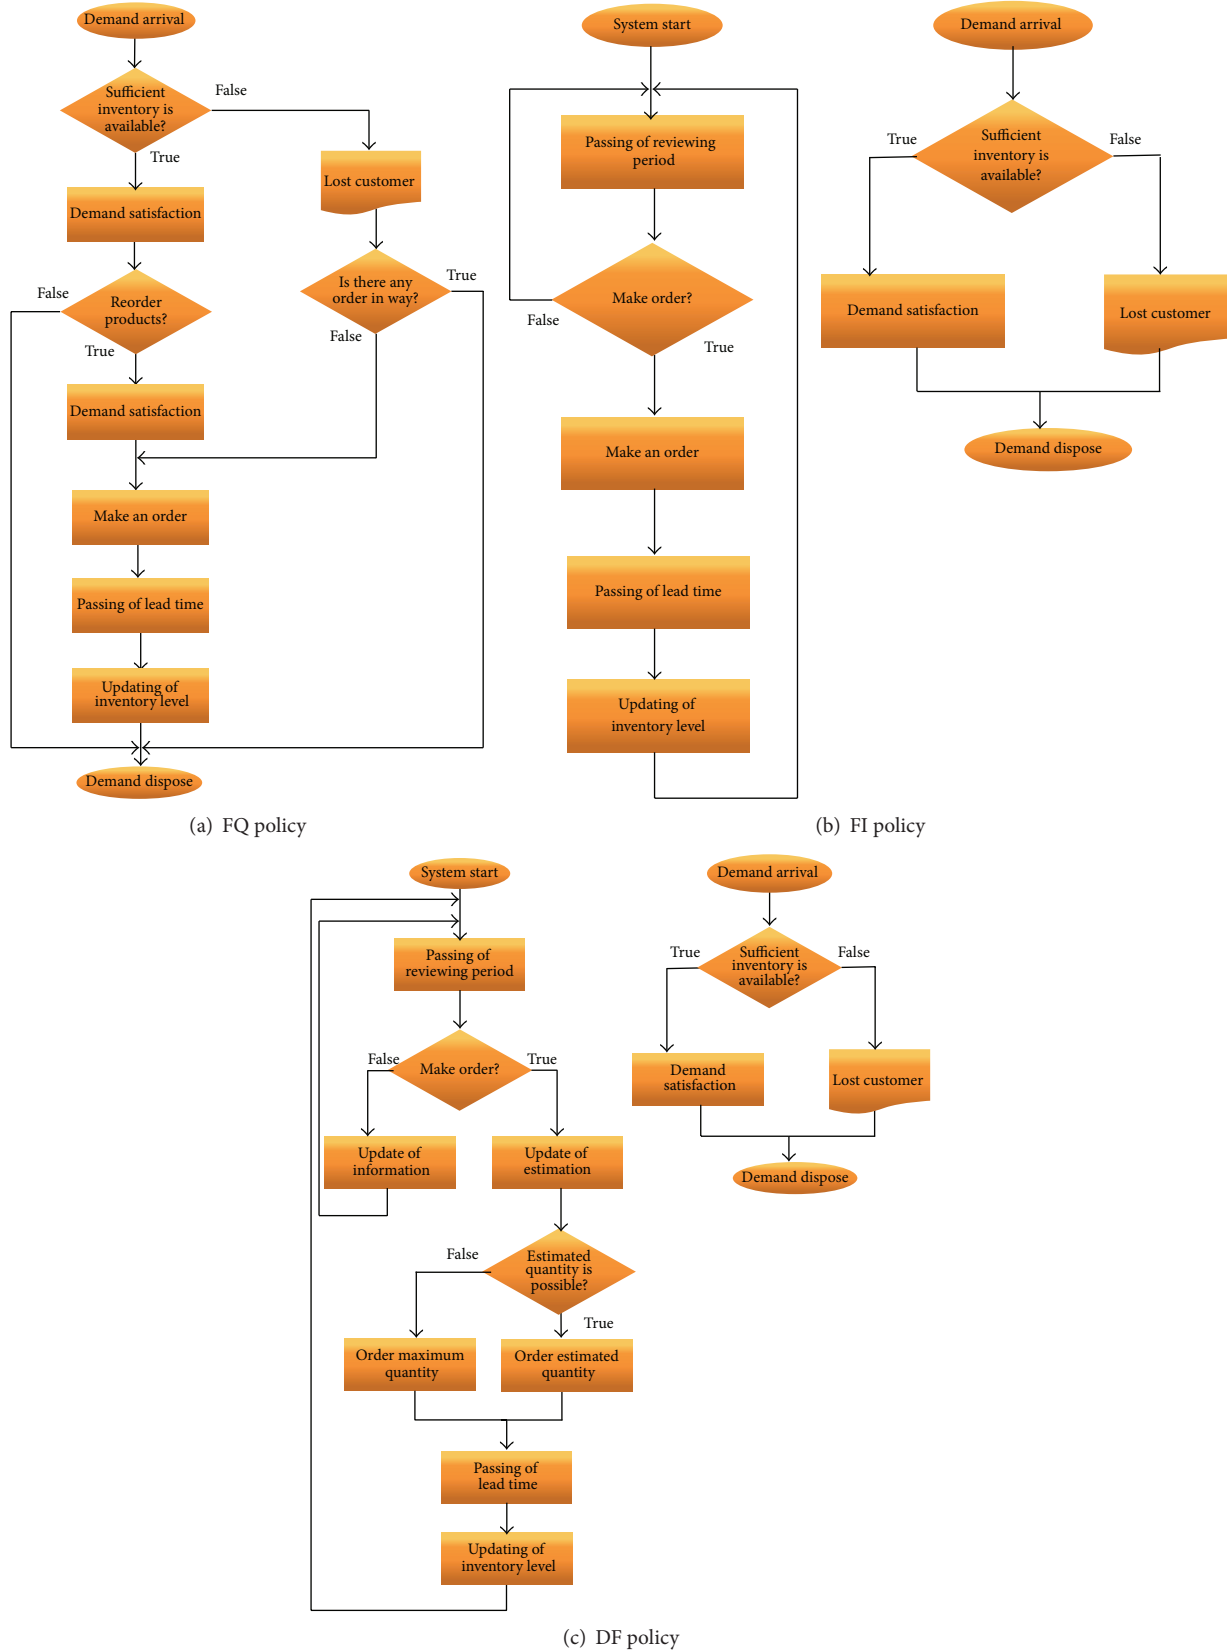 Demand arrival
Sufficient
inventory is
available?
False
True
Lost customer
Demand satisfaction
Is there any
order in way?
True
False
False
Reorder
products?
True
Demand satisfaction
Make an order
Passing of lead time
Updating of
inventory level
Demand dispose
(a) FQ policy
System start
Passing of reviewing
period
Make order?
False
True
Make an order
Passing of lead time
Updating of
inventory level
Demand arrival
True
Sufficient
inventory is
available?
False
Demand satisfaction
Lost customer
Demand dispose
(b) FI policy
System start
Passing of
reviewing period
False
Make order?
True
Update of
information
Update of
estimation
False
Estimated
quantity is
possible?
True
Order maximum
quantity
Order estimated
quantity
Passing of
lead time
Updating of
inventory level
Demand arrival
True
Sufficient
inventory is
available?
False
Demand
satisfaction
Lost customer
Demand dispose
(c) DF policy